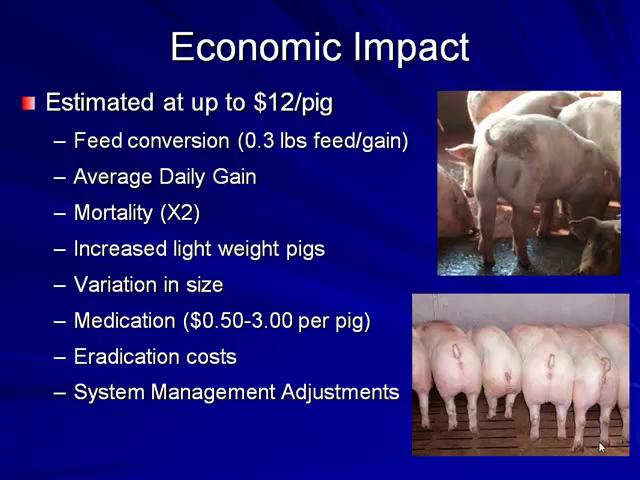 Economic Impact
Estimated at up to $12/pig
– Feed conversion (0.3 lbs feed/gain)
– Average Daily Gain
– Mortality (X2)
– Increased light weight pigs
– Variation in size
– Medication ($0.50-3.00 per pig)
– Eradication costs
– System Management Adjustments